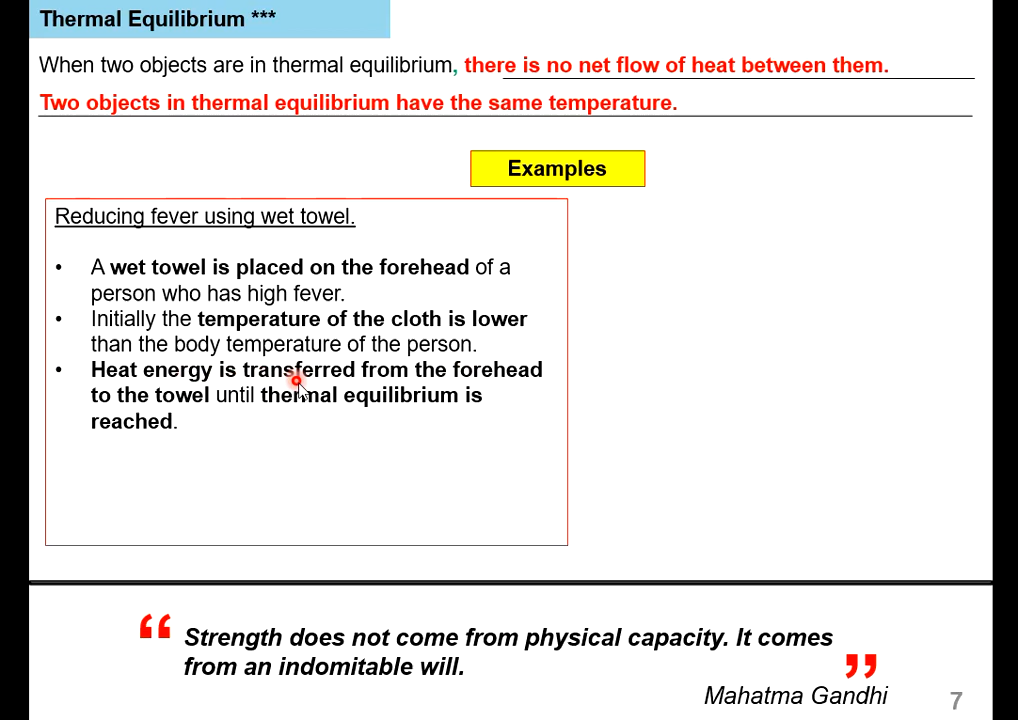 Thermal Equilibrium ***
When two objects are in thermal equilibrium, there is no net flow of heat between them.
Two objects in thermal equilibrium have the same temperature.
Examples
Reducing fever using wet towel.
• A wet towel is placed on the forehead of a
person who has high fever.
• Initially the temperature of the cloth is lower
than the body temperature of the person.
• Heat energy is transferred from the forehead
to the towel until thermal equilibrium is
reached.
“ Strength does not come from physical capacity. It comes
from an indomitable will. ”
Mahatma Gandhi
7